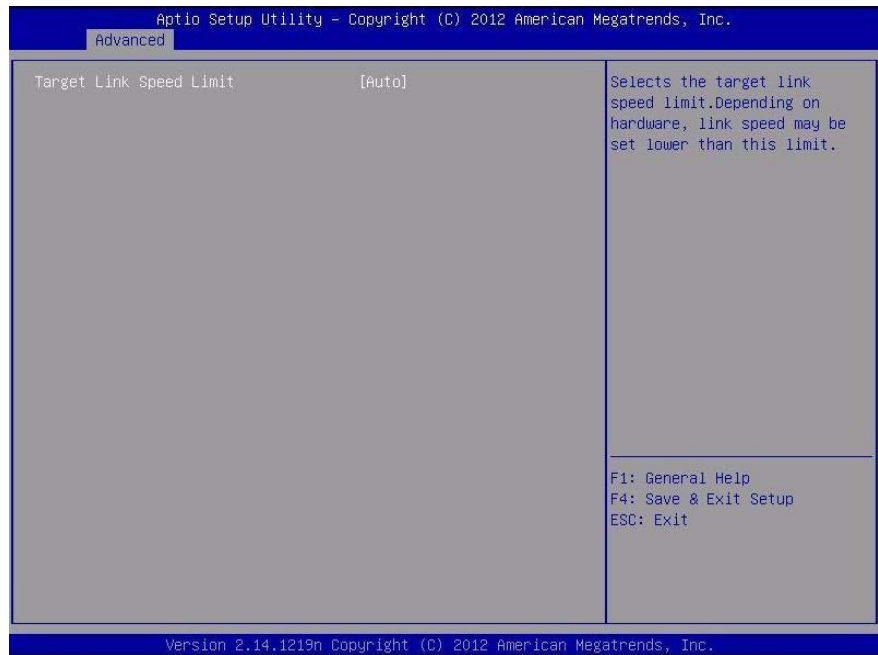 Aptio Setup Utility – Copyright (C) 2012 American Megatrends, Inc.
Advanced
Target Link Speed Limit [Auto]
Selects the target link
speed limit.Depending on
hardware, link speed may be
set lower than this limit.
F1: General Help
F4: Save & Exit Setup
ESC: Exit
Version 2.14.1219n Copyright (C) 2012 American Megatrends, Inc.